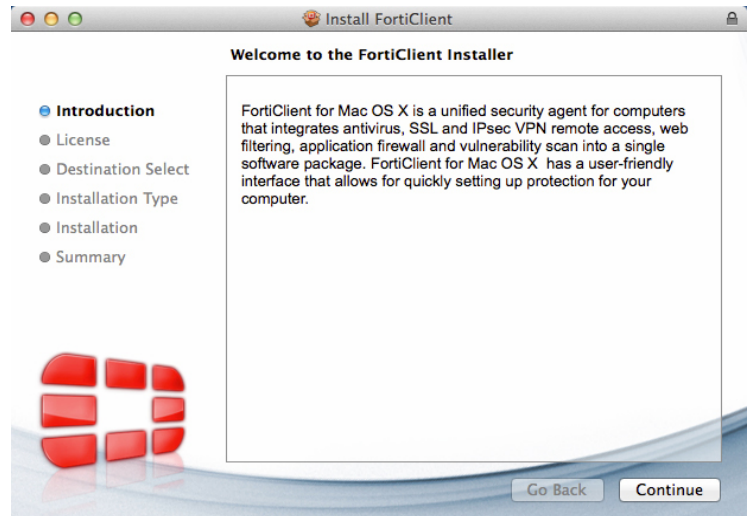 Install FortiClient
Welcome to the FortiClient Installer
Introduction
License
Destination Select
Installation Type
Installation
Summary
FortiClient for Mac OS X is a unified security agent for computers
that integrates antivirus, SSL and IPsec VPN remote access, web
filtering, application firewall and vulnerability scan into a single
software package. FortiClient for Mac OS X has a user-friendly
interface that allows for quickly setting up protection for your
computer.
Go Back
Continue